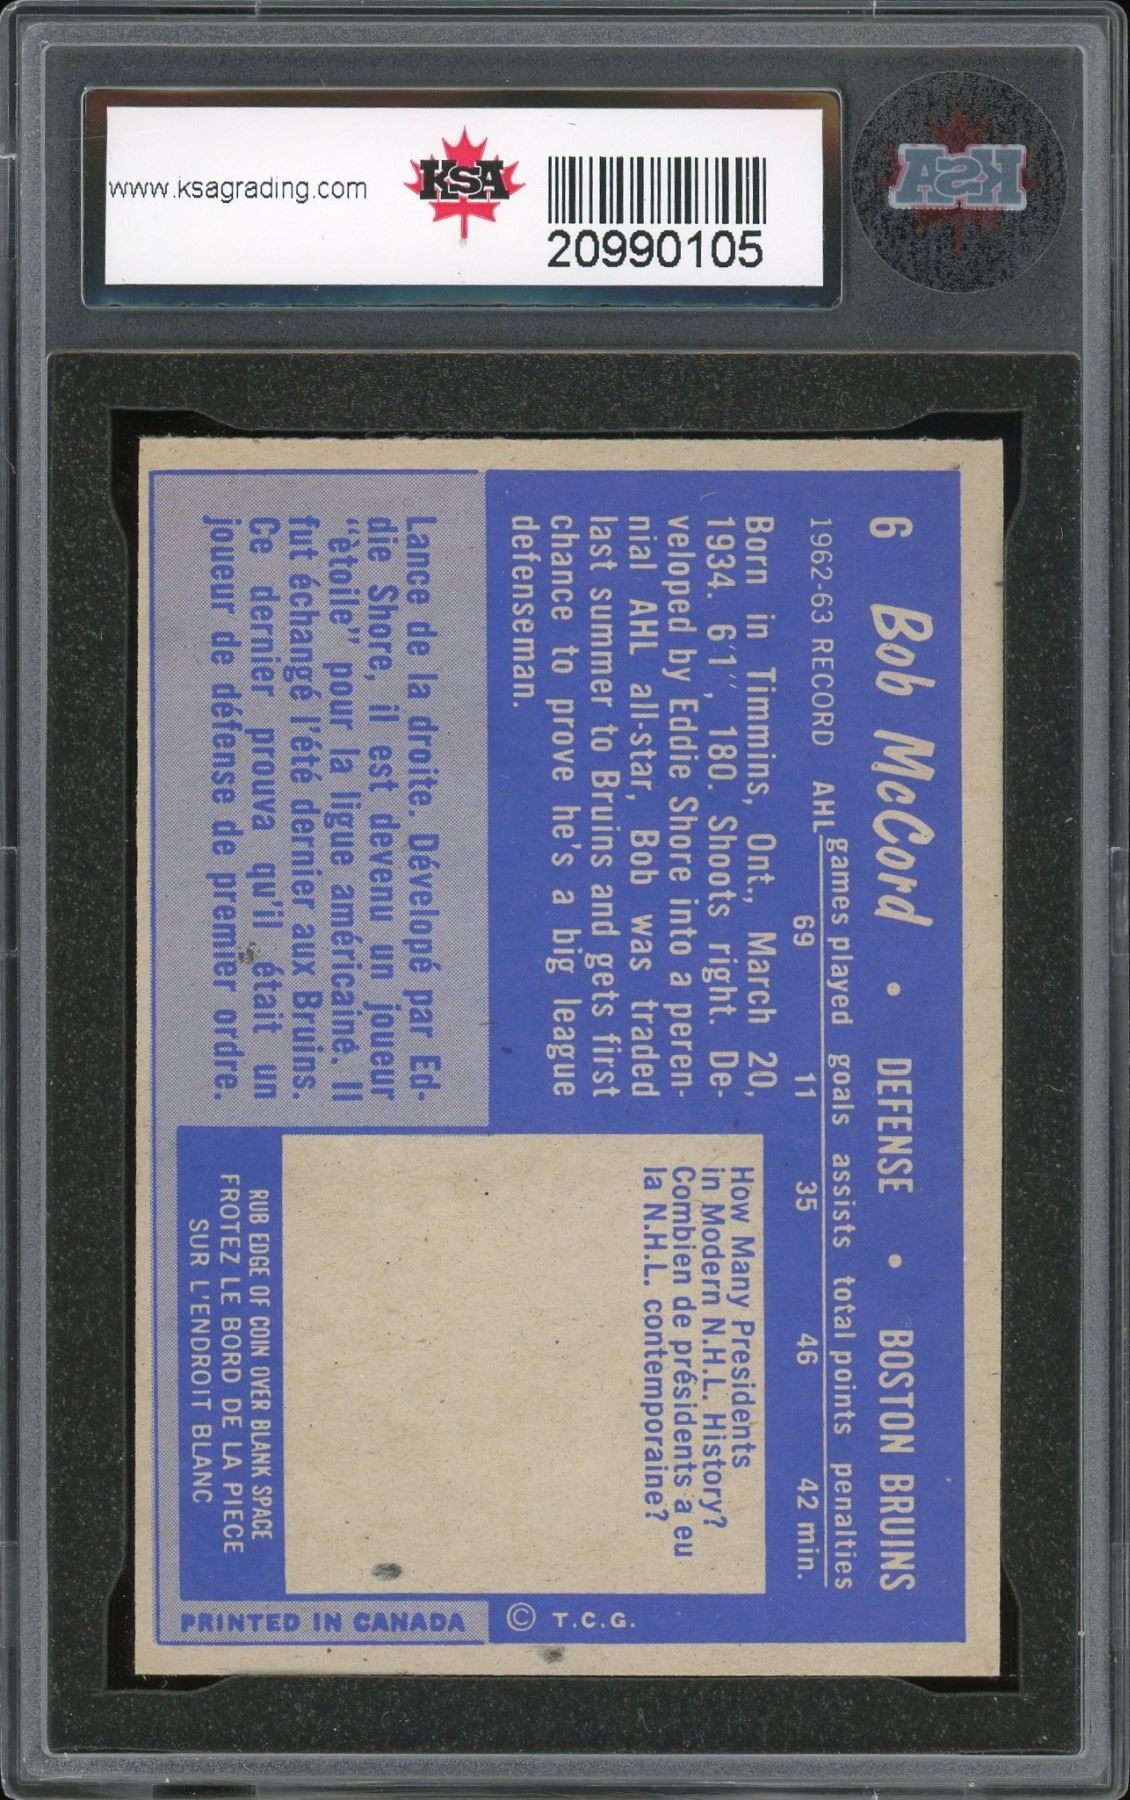 www.ksagrading.com
KSA
20990105
KSA
6 Bob McCord • DEFENSE • BOSTON BRUINS
games played goals assists total points penalties
1962-63 RECORD AHL 69 11 35 46 42 min.
Born in Timmins, Ont., March 20,
1934. 6'1", 180. Shoots right. De-
veloped by Eddie Shore into a peren-
nial AHL all-star, Bob was traded
last summer to Bruins and gets first
chance to prove he's a big league
defenseman.
Lance de la droite. Dévelopé par Ed-
die Shore, il est devenu un joueur
"étoile" pour la ligue américaine. Il
fut échangé l'été dernier aux Bruins.
Ce dernier prouva qu'il était un
joueur de défense de premier ordre.
How Many Presidents
in Modern N.H.L. History?
Combien de présidents a eu
la N.H.L. contemporaine?
RUB EDGE OF COIN OVER BLANK SPACE
FROTEZ LE BORD DE LA PIECE
SUR L'ENDROIT BLANC
© T.C.G.
PRINTED IN CANADA